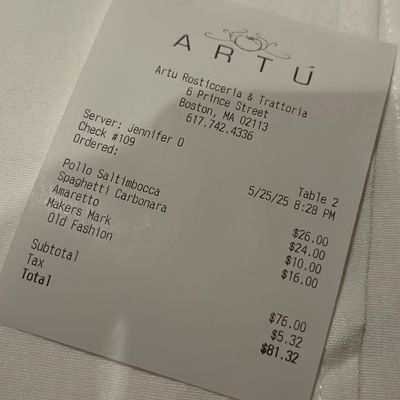 ARTÚ
Artu Rosticceria & Trattoria
6 Prince Street
Boston, MA 02113
617.742.4336
Server: Jennifer O
Check #109 Table 2
Ordered: 5/25/25 8:28 PM
Pollo Saltimbocca $26.00
Spaghetti Carbonara $24.00
Amaretto $10.00
Makers Mark $16.00
Old Fashion
Subtotal $76.00
Tax $5.32
Total $81.32